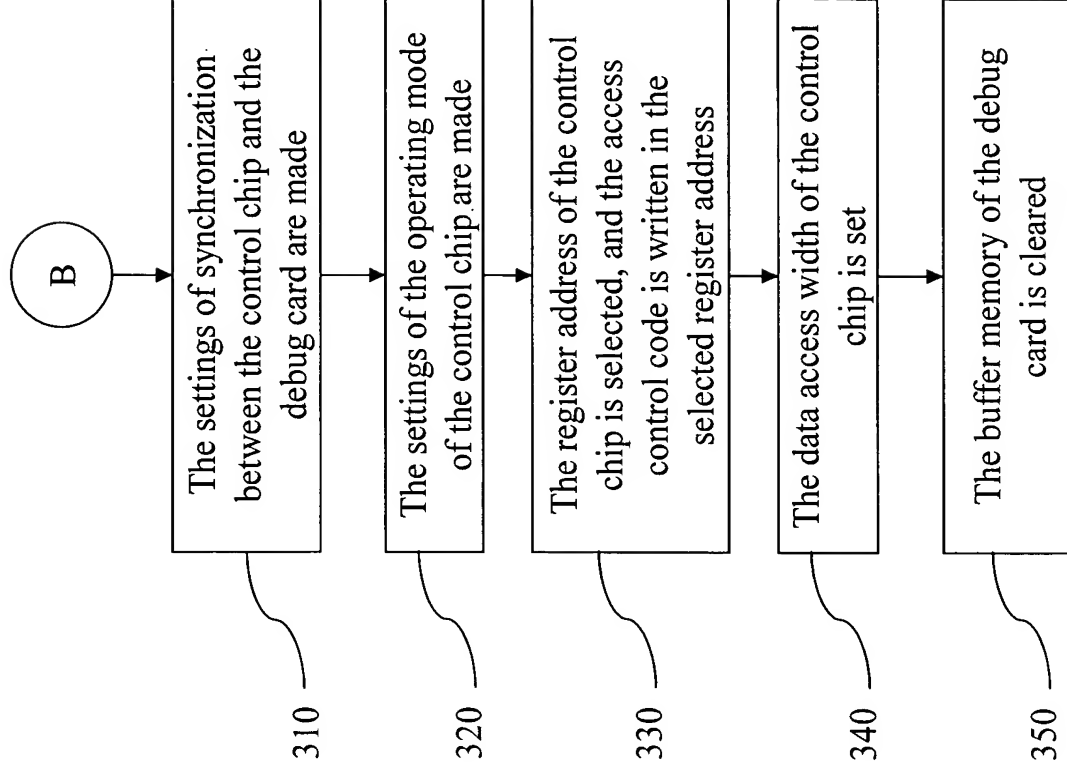 B
The settings of synchronization
between the control chip and the
debug card are made
310
The settings of the operating mode
of the control chip are made
320
The register address of the control
chip is selected, and the access
control code is written in the
selected register address
330
The data access width of the control
chip is set
340
The buffer memory of the debug
card is cleared
350